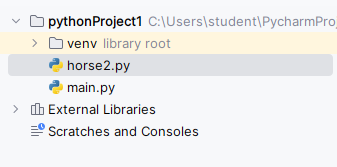 pythonProject1 C:\Users\student\PycharmProj
venv library root
horse2.py
main.py
External Libraries
Scratches and Consoles